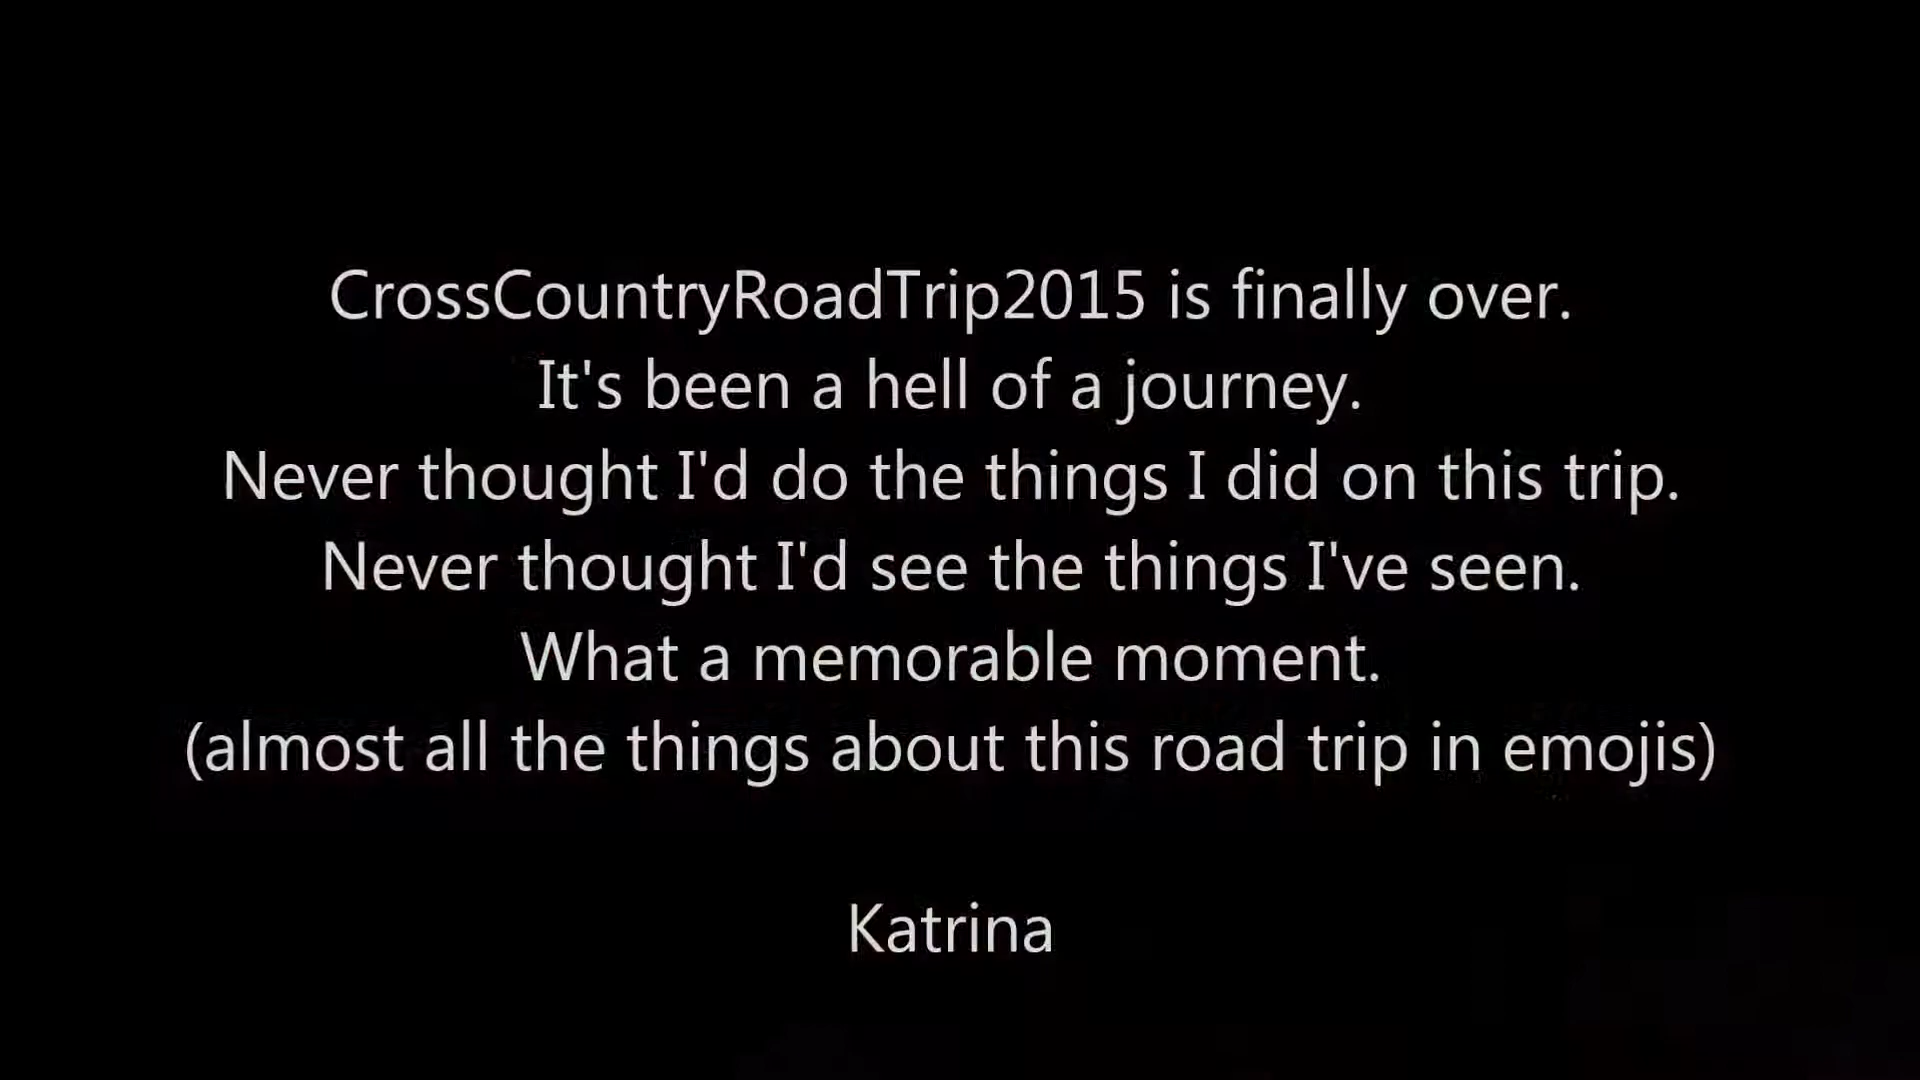 CrossCountryRoadTrip2015 is finally over.
It's been a hell of a journey.
Never thought I'd do the things I did on this trip.
Never thought I'd see the things I've seen.
What a memorable moment.
(almost all the things about this road trip in emojis)
Katrina